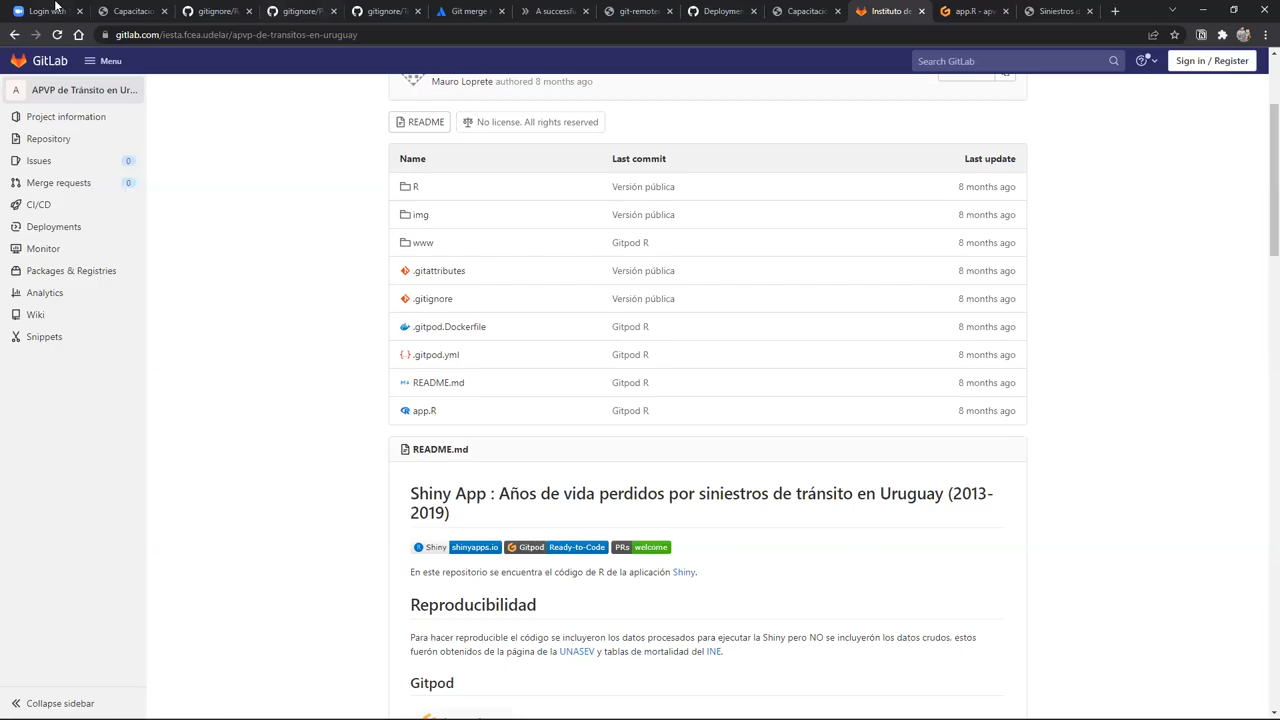 Login
Capacitacio
gitignore/R
gitignore/P
gitignore/T
Git merge
A successfu
git-remote
Deploymen
Capacitacio
Instituto de
app.R - apv
Siniestros d
gitlab.com/iesta.fcea.udelar/apvp-de-transitos-en-uruguay
GitLab
Menu
Search GitLab
Sign in / Register
A APVP de Tránsito en Ur...
Project information
Repository
Issues 0
Merge requests 0
CI/CD
Deployments
Monitor
Packages & Registries
Analytics
Wiki
Snippets
Collapse sidebar
Mauro Loprete authored 8 months ago
README
No license. All rights reserved
Name Last commit Last update
R Versión pública 8 months ago
img Versión pública 8 months ago
www Gitpod R 8 months ago
.gitattributes Versión pública 8 months ago
.gitignore Versión pública 8 months ago
.gitpod.Dockerfile Gitpod R 8 months ago
.gitpod.yml Gitpod R 8 months ago
README.md Gitpod R 8 months ago
app.R Gitpod R 8 months ago
README.md
Shiny App : Años de vida perdidos por siniestros de tránsito en Uruguay (2013-
2019)
Shiny shinyapps.io Gitpod Ready-to-Code PRs welcome
En este repositorio se encuentra el código de R de la aplicación Shiny.
Reproducibilidad
Para hacer reproducible el código se incluyeron los datos procesados para ejecutar la Shiny pero NO se incluyerón los datos crudos, estos
fuerón obtenidos de la página de la UNASEV y tablas de mortalidad del INE.
Gitpod